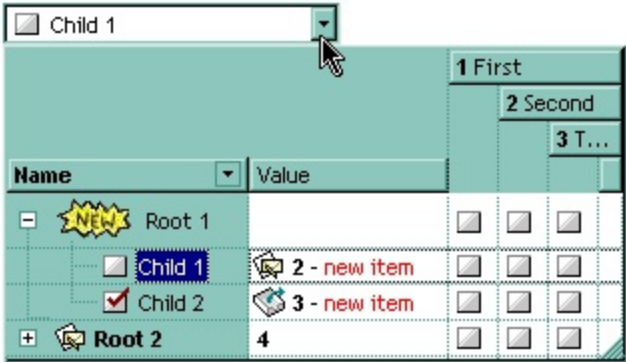 Child 1
1 First
2 Second
3 T...
Name Value
NEW Root 1
Child 1 2 - new item
Child 2 3 - new item
Root 2 4